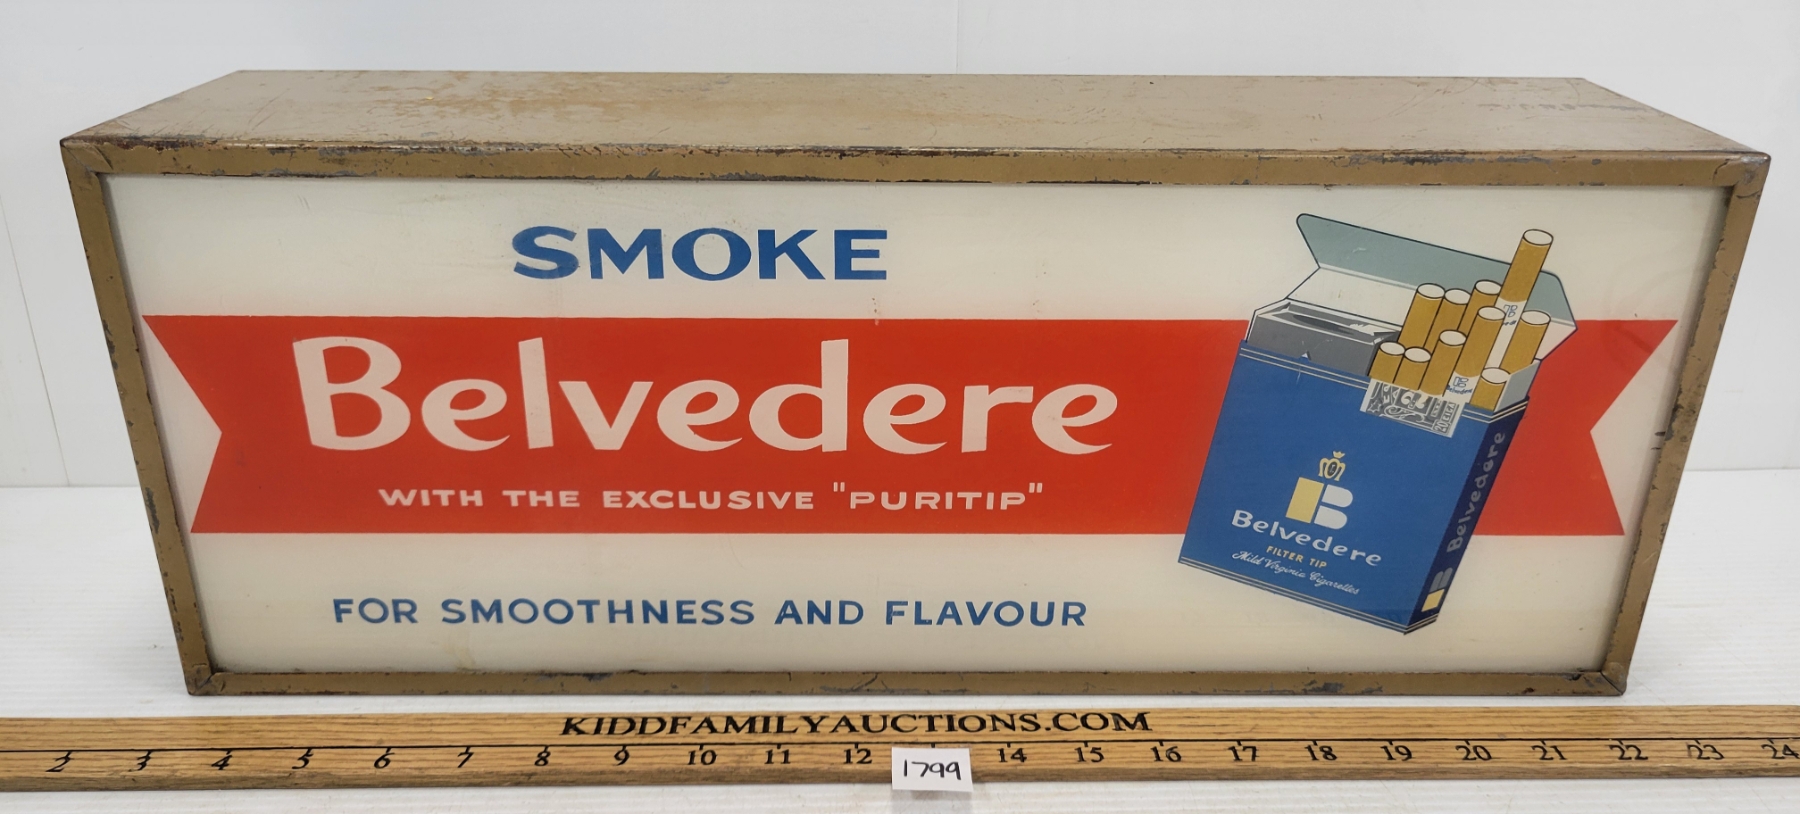 SMOKE
Belvedere
WITH THE EXCLUSIVE "PURITIP"
FOR SMOOTHNESS AND FLAVOUR
B
Belvedere
FILTER TIP
Mild Virginia Cigarettes
Belvedere
B
KIDDFAMILYAUCTIONS.COM
2 3 4 5 6 7 8 9 10 11 12 14 15 16 17 18 19 20 21 22 23 24
1799